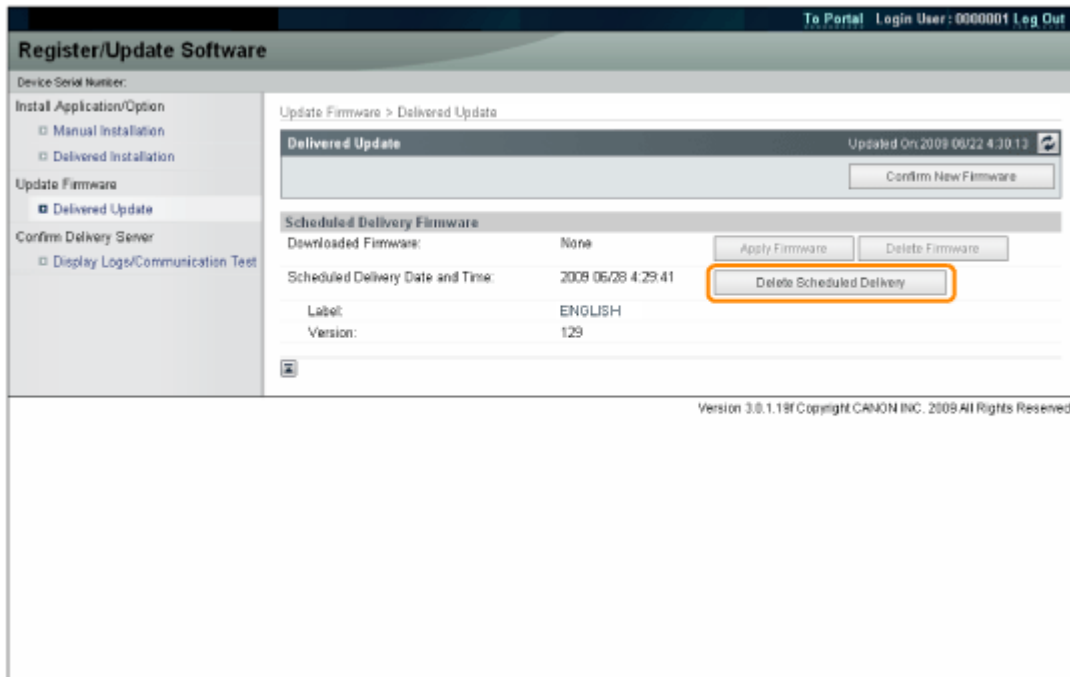 To Portal Login User : 0000001 Log Out
Register/Update Software
Device Serial Number:
Install Application/Option
Manual Installation
Delivered Installation
Update Firmware
Delivered Update
Confirm Delivery Server
Display Logs/Communication Test
Update Firmware > Delivered Update
Delivered Update Updated On:2009 06/22 4:30:13
Confirm New Firmware
Scheduled Delivery Firmware
Downloaded Firmware: None Apply Firmware Delete Firmware
Scheduled Delivery Date and Time: 2009 06/28 4:29:41 Delete Scheduled Delivery
Label: ENGLISH
Version: 129
Version 3.0.1.19f Copyright CANON INC. 2009 All Rights Reserved